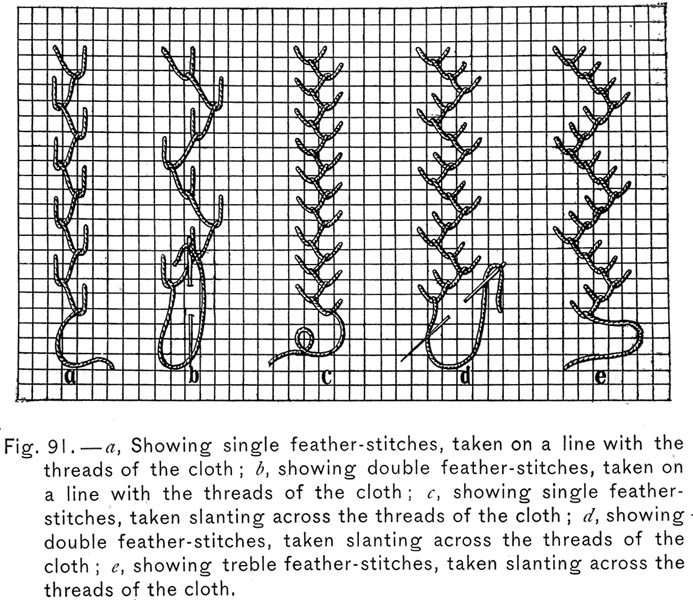 a b c d e
Fig. 91.—a, Showing single feather-stitches, taken on a line with the
threads of the cloth; b, showing double feather-stitches, taken on
a line with the threads of the cloth; c, showing single feather-
stitches, taken slanting across the threads of the cloth; d, showing
double feather-stitches, taken slanting across the threads of the
cloth; e, showing treble feather-stitches, taken slanting across the
threads of the cloth.